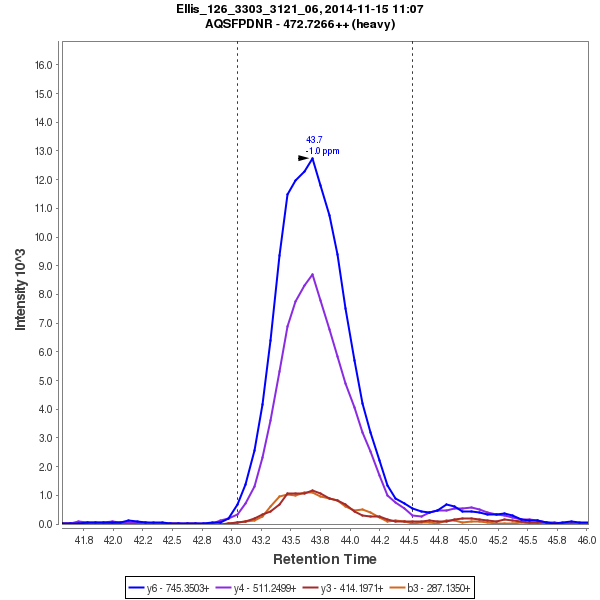 Ellis_126_3303_3121_06, 2014-11-15 11:07
AQSFPDNR - 472.7266++ (heavy)
Intensity 10^3
16.0
15.0
14.0
13.0
12.0
11.0
10.0
9.0
8.0
7.0
6.0
5.0
4.0
3.0
2.0
1.0
0.0
43.7
-1.0 ppm
41.8 42.0 42.2 42.5 42.8 43.0 43.2 43.5 43.8 44.0 44.2 44.5 44.8 45.0 45.2 45.5 45.8 46.0
Retention Time
y6 - 745.3503+ y4 - 511.2499+ y3 - 414.1971+ b3 - 287.1350+